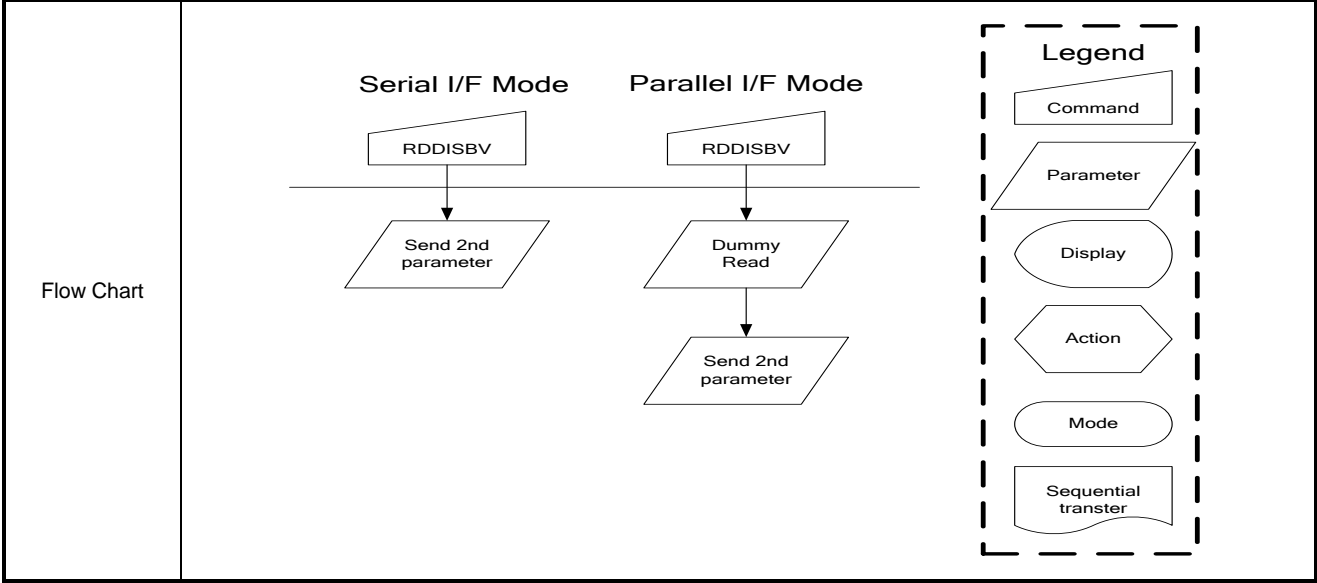 Flow Chart
Serial I/F Mode
RDDISBV
Send 2nd
parameter
Parallel I/F Mode
RDDISBV
Dummy
Read
Send 2nd
parameter
Legend
Command
Parameter
Display
Action
Mode
Sequential
transter